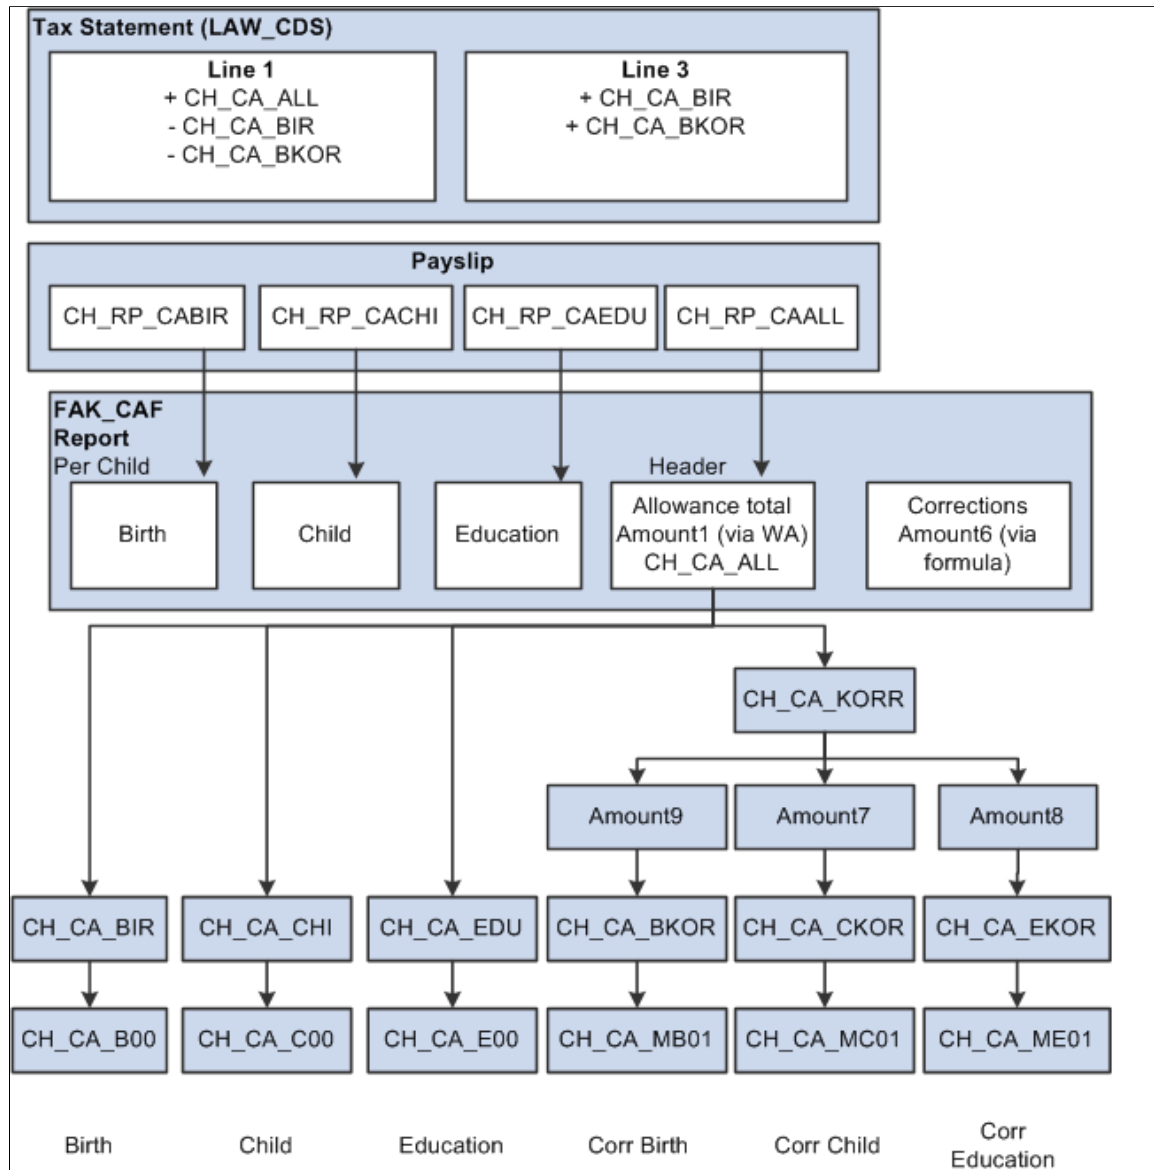 Tax Statement (LAW_CDS)
Line 1
+ CH_CA_ALL
- CH_CA_BIR
- CH_CA_BKOR
Line 3
+ CH_CA_BIR
+ CH_CA_BKOR
Payslip
CH_RP_CABIR
CH_RP_CACHI
CH_RP_CAEDU
CH_RP_CAALL
FAK_CAF
Report
Per Child
Header
Birth
Child
Education
Allowance total
Amount1 (via WA)
CH_CA_ALL
Corrections
Amount6 (via
formula)
CH_CA_KORR
Amount9
Amount7
Amount8
CH_CA_BIR
CH_CA_CHI
CH_CA_EDU
CH_CA_BKOR
CH_CA_CKOR
CH_CA_EKOR
CH_CA_B00
CH_CA_C00
CH_CA_E00
CH_CA_MB01
CH_CA_MC01
CH_CA_ME01
Birth
Child
Education
Corr Birth
Corr Child
Corr
Education